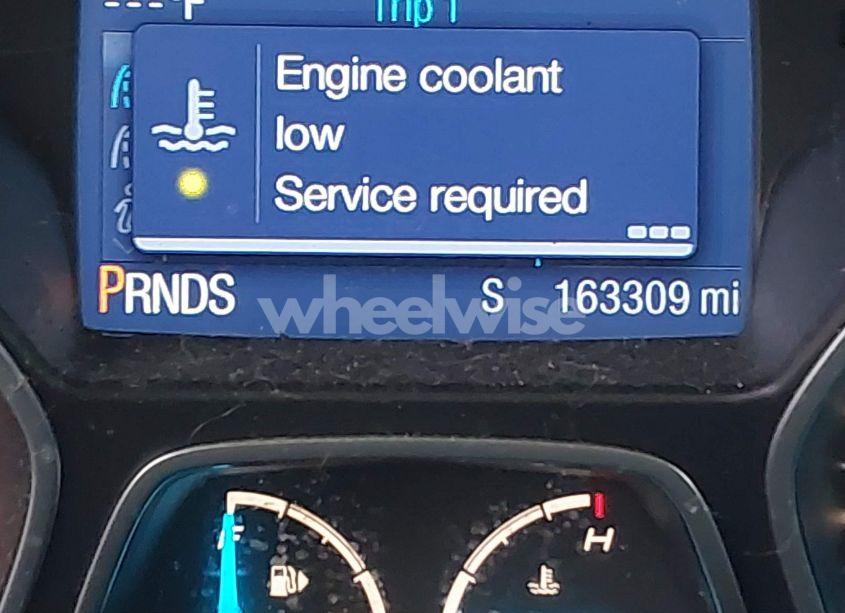 ---°F Trip 1
Engine coolant
low
Service required
PRNDS S 163309 mi
wheelwise
F H